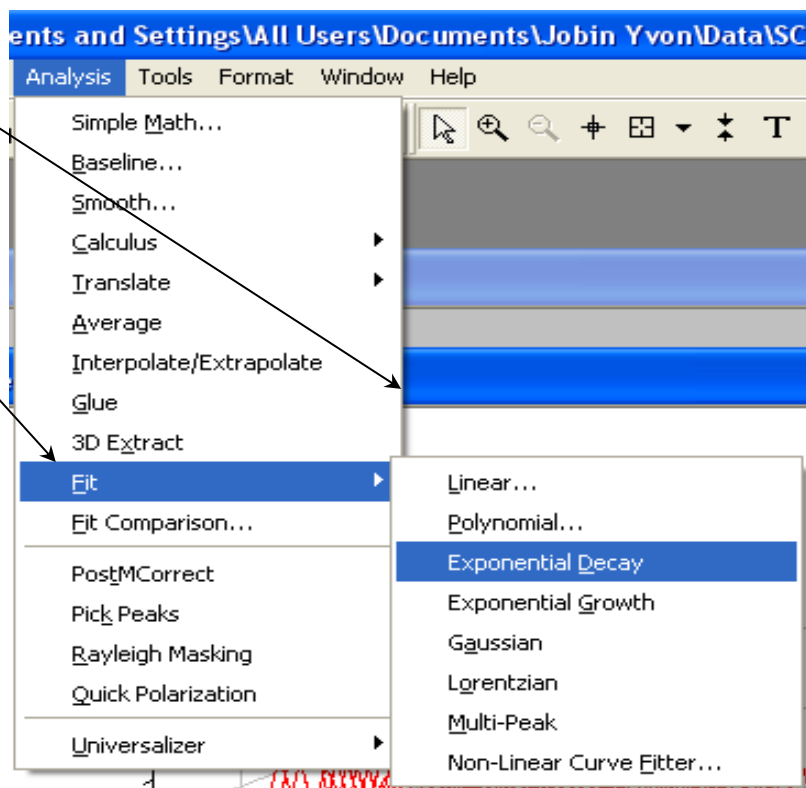 ents and Settings\All Users\Documents\Jobin Yvon\Data\SC
Analysis Tools Format Window Help
T
Simple Math...
Baseline...
Smooth...
Calculus
Translate
Average
Interpolate/Extrapolate
Glue
3D Extract
Fit
Fit Comparison...
PostMCorrect
Pick Peaks
Rayleigh Masking
Quick Polarization
Universalizer
Linear...
Polynomial...
Exponential Decay
Exponential Growth
Gaussian
Lorentzian
Multi-Peak
Non-Linear Curve Fitter...